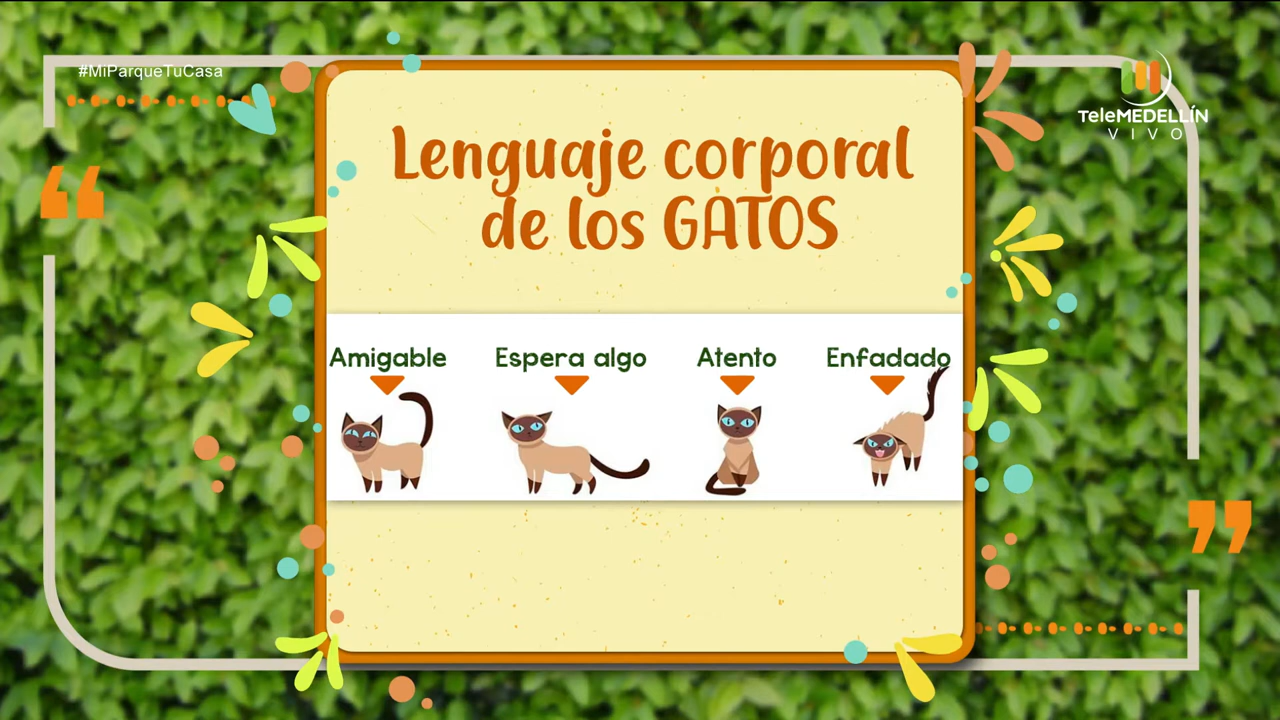 #MiParqueTuCasa
TeleMEDELLÍN
VIVO
Lenguaje corporal
de los GATOS
Amigable
Espera algo
Atento
Enfadado